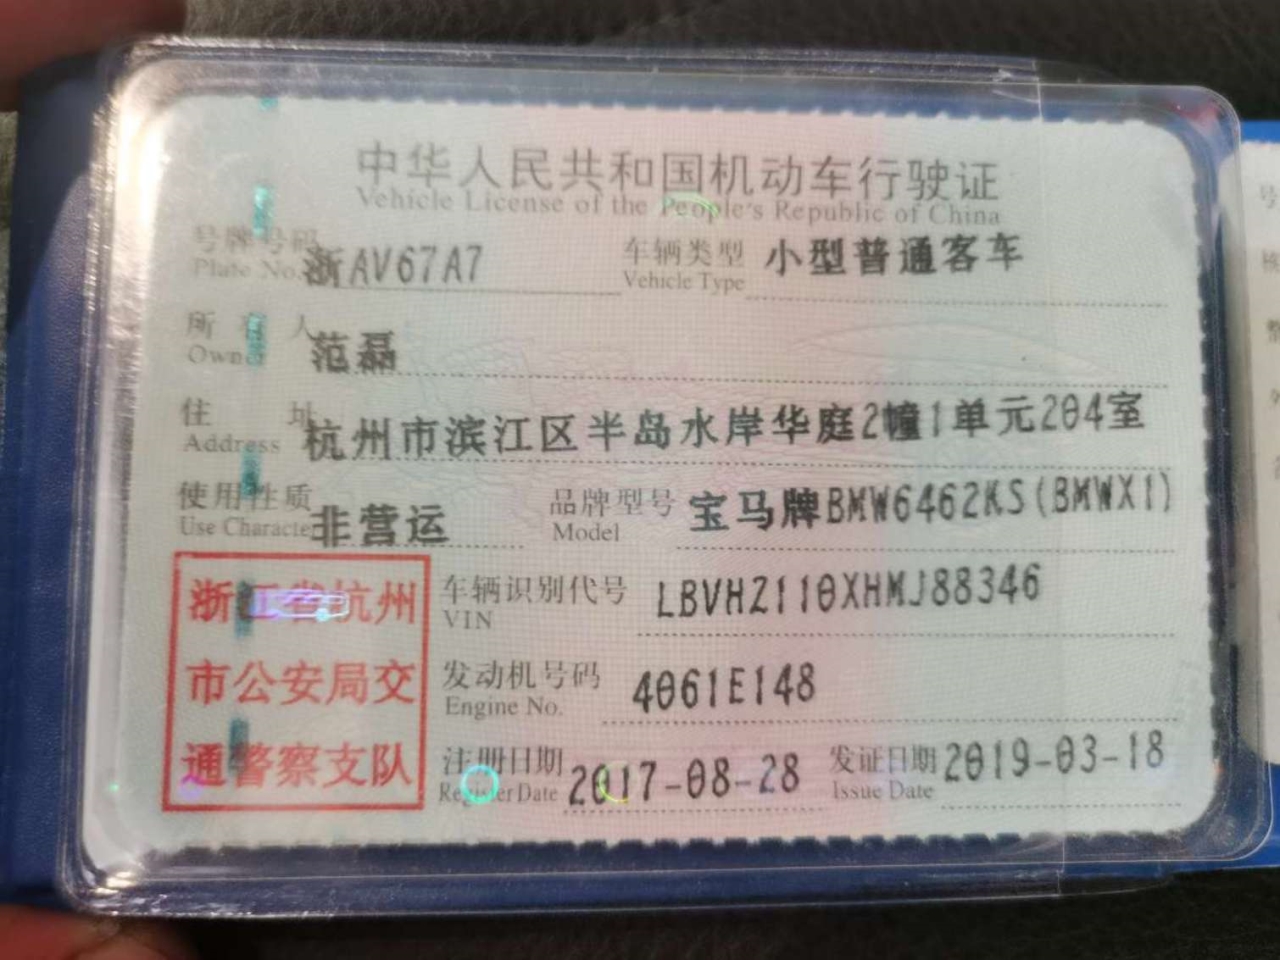 中华人民共和国机动车行驶证
Vehicle License of the People's Republic of China
号牌号码 浙AV67A7 车辆类型 小型普通客车
Plate No. Vehicle Type
所有人 范磊
Owner
住址 杭州市滨江区半岛水岸华庭2幢1单元204室
Address
使用性质 非营运 品牌型号 宝马牌BMW6462KS(BMWX1)
Use Character Model
浙江省杭州
市公安局交
通警察支队
车辆识别代号 LBVHZ110XHMJ88346
VIN
发动机号码 4061E148
Engine No.
注册日期 2017-08-28 发证日期 2019-03-18
Register Date Issue Date
号